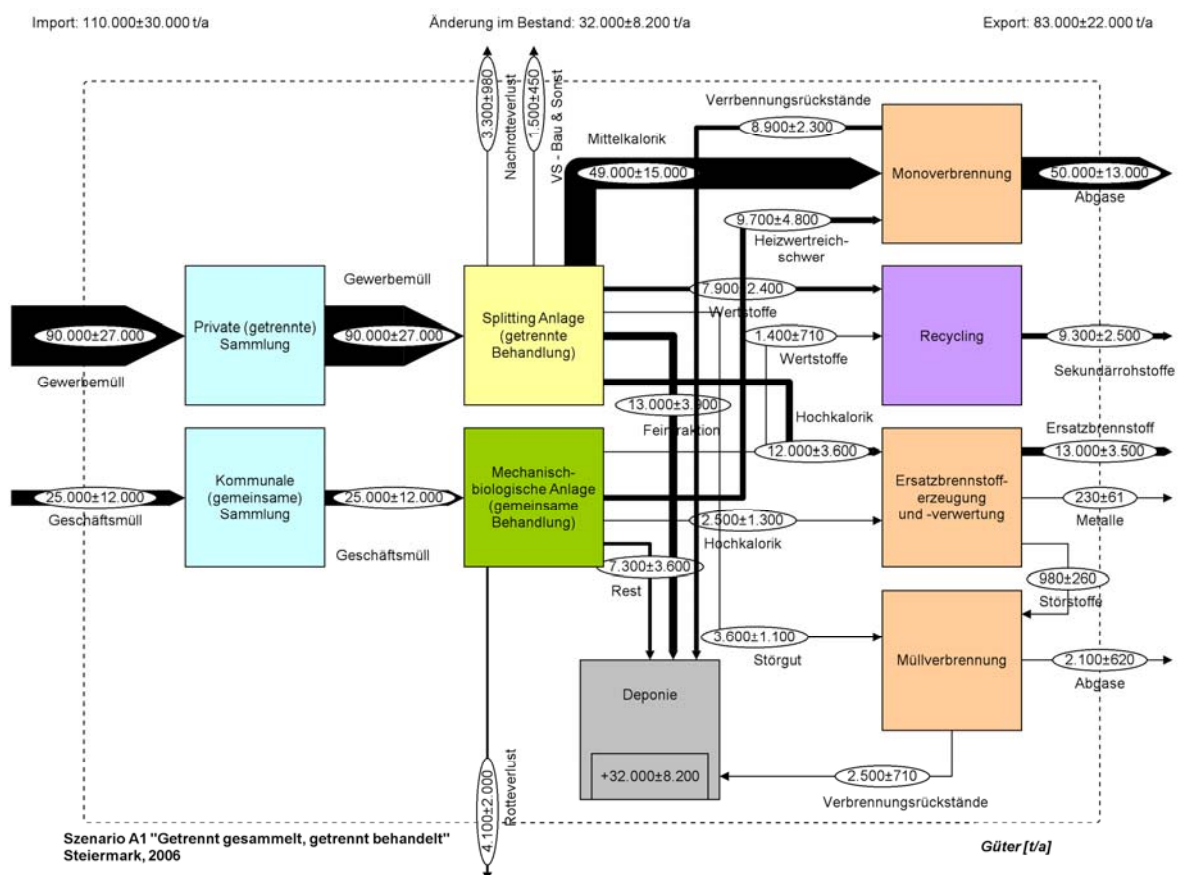 Import: 110.000±30.000 t/a
Änderung im Bestand: 32.000±8.200 t/a
Export: 83.000±22.000 t/a
3.300±980
Nachrotteverlust
1.500±450
VS - Bau & Sonst
Verrbennungsrückstände
8.900±2.300
Mittelkalorik
49.000±15.000
Monoverbrennung
50.000±13.000
Abgase
9.700±4.800
Heizwertreich-
schwer
Gewerbemüll
90.000±27.000
Gewerbemüll
Private (getrennte)
Sammlung
90.000±27.000
Splitting Anlage
(getrennte
Behandlung)
7.900±2.400
Wertstoffe
1.400±710
Wertstoffe
Recycling
9.300±2.500
Sekundärrohstoffe
13.000±3.900
Feinfraktion
Hochkalorik
12.000±3.600
Ersatzbrennstoff
13.000±3.500
25.000±12.000
Geschäftsmüll
Kommunale
(gemeinsame)
Sammlung
25.000±12.000
Geschäftsmüll
Mechanisch-
biologische Anlage
(gemeinsame
Behandlung)
2.500±1.300
Hochkalorik
Ersatzbrennstoff-
erzeugung
und -verwertung
230±61
Metalle
7.300±3.600
Rest
980±260
Störstoffe
3.600±1.100
Störgut
Müllverbrennung
2.100±620
Abgase
Deponie
+32.000±8.200
2.500±710
Verbrennungsrückstände
4.100±2.000
Rotteverlust
Szenario A1 "Getrennt gesammelt, getrennt behandelt"
Steiermark, 2006
Güter [t/a]